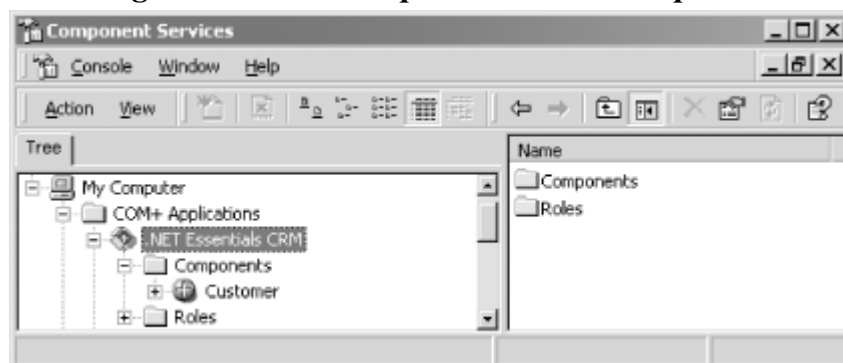 Component Services
Console Window Help
Action View
Tree
Name
My Computer
COM+ Applications
.NET Essentials CRM
Components
Customer
Roles
Components
Roles